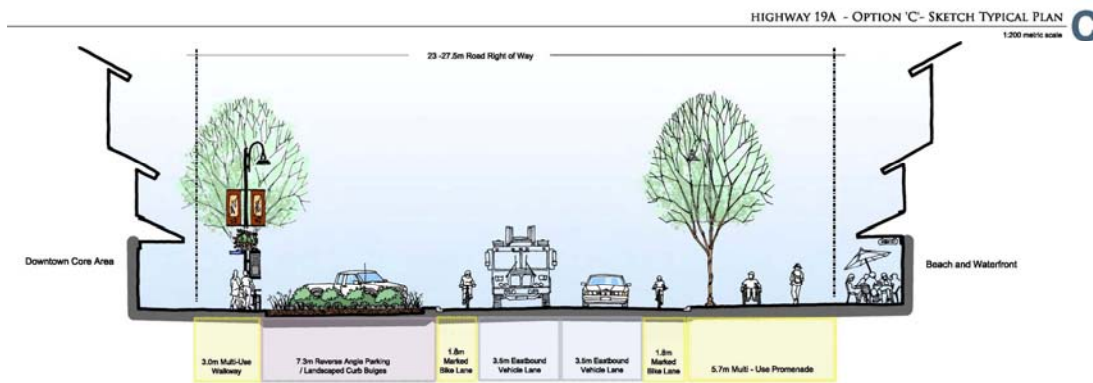 HIGHWAY 19A - OPTION 'C'- SKETCH TYPICAL PLAN
C
1:200 metric scale
23 -27.5m Road Right of Way
Downtown Core Area
Beach and Waterfront
3.0m Multi-Use
Walkway
7.3m Reverse Angle Parking
/ Landscaped Curb Bulges
1.8m
Marked
Bike Lane
3.5m Eastbound
Vehicle Lane
3.5m Eastbound
Vehicle Lane
1.8m
Marked
Bike Lane
5.7m Multi - Use Promenade